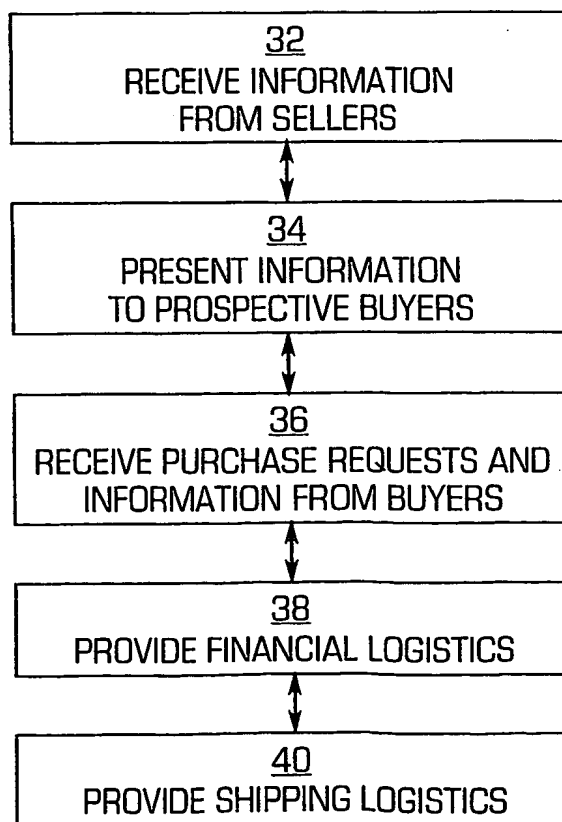 32
RECEIVE INFORMATION
FROM SELLERS
34
PRESENT INFORMATION
TO PROSPECTIVE BUYERS
36
RECEIVE PURCHASE REQUESTS AND
INFORMATION FROM BUYERS
38
PROVIDE FINANCIAL LOGISTICS
40
PROVIDE SHIPPING LOGISTICS